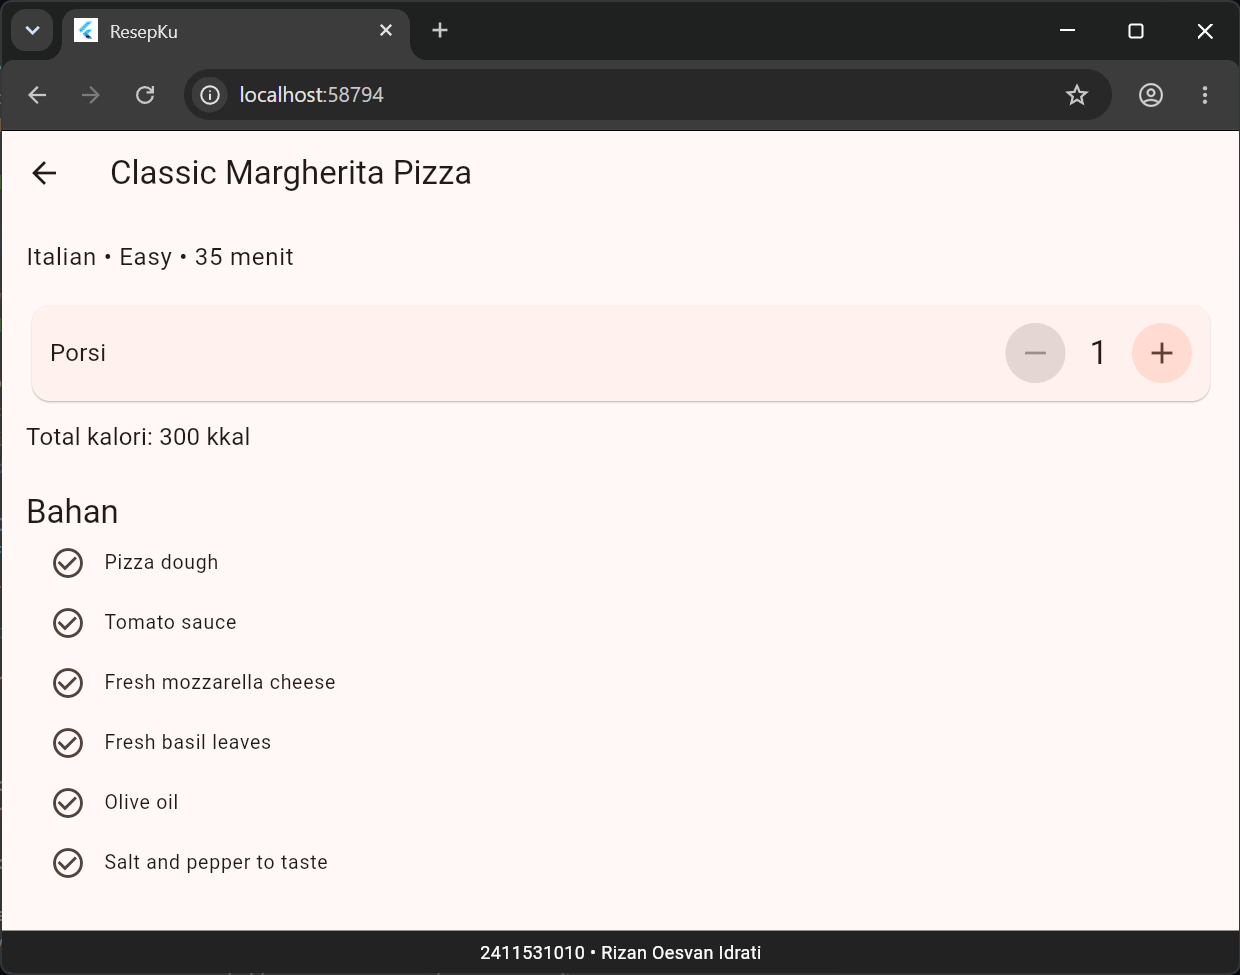 ResepKu
localhost:58794
Classic Margherita Pizza
Italian • Easy • 35 menit
Porsi
1
Total kalori: 300 kkal
Bahan
Pizza dough
Tomato sauce
Fresh mozzarella cheese
Fresh basil leaves
Olive oil
Salt and pepper to taste
2411531010 • Rizan Oesvan Idrati